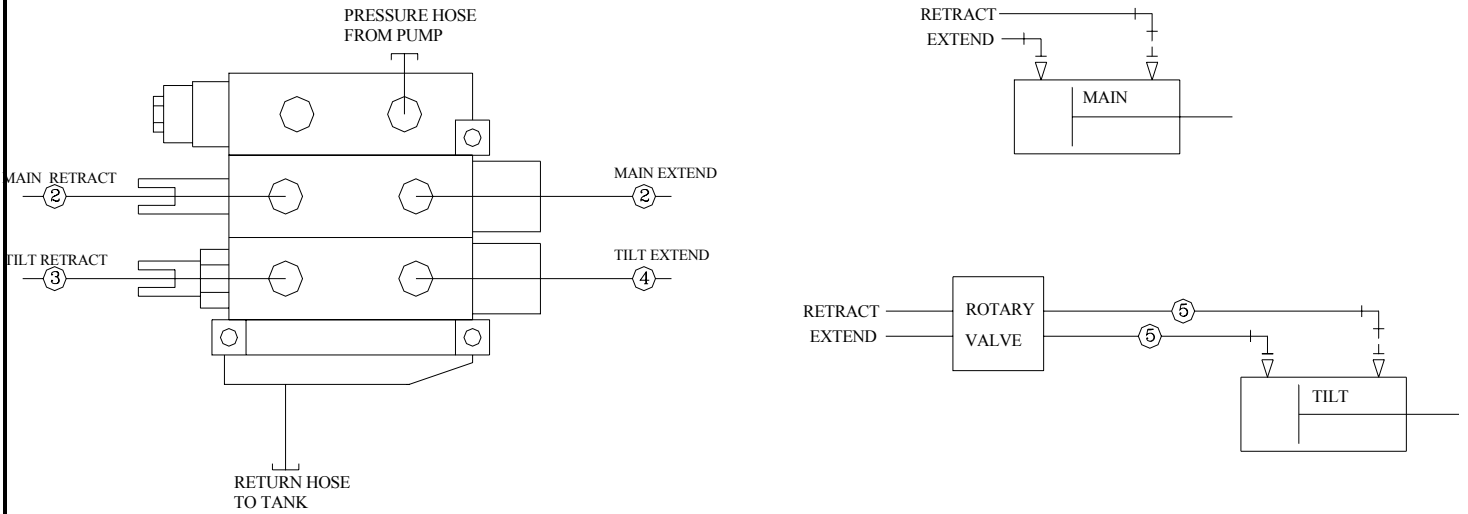 PRESSURE HOSE
FROM PUMP
MAIN RETRACT
2
MAIN EXTEND
2
TILT RETRACT
3
TILT EXTEND
4
RETURN HOSE
TO TANK
RETRACT
EXTEND
MAIN
RETRACT
EXTEND
ROTARY
VALVE
5
5
TILT